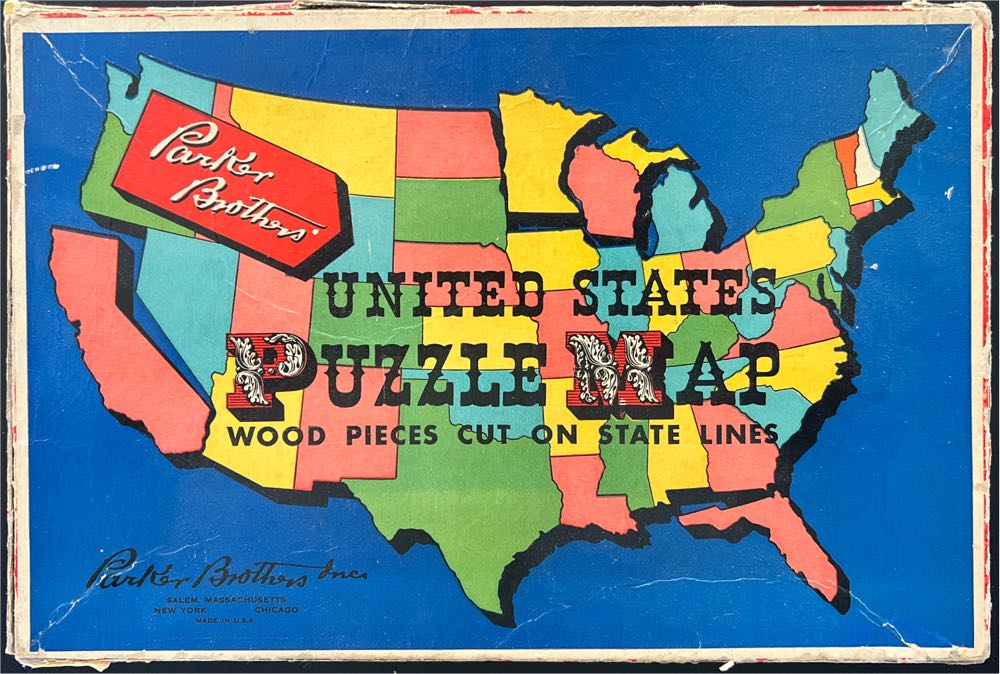 Parker
Brothers
UNITED STATES
PUZZLE MAP
WOOD PIECES CUT ON STATE LINES
Parker Brothers Inc.
SALEM, MASSACHUSETTS
NEW YORK CHICAGO
MADE IN U.S.A